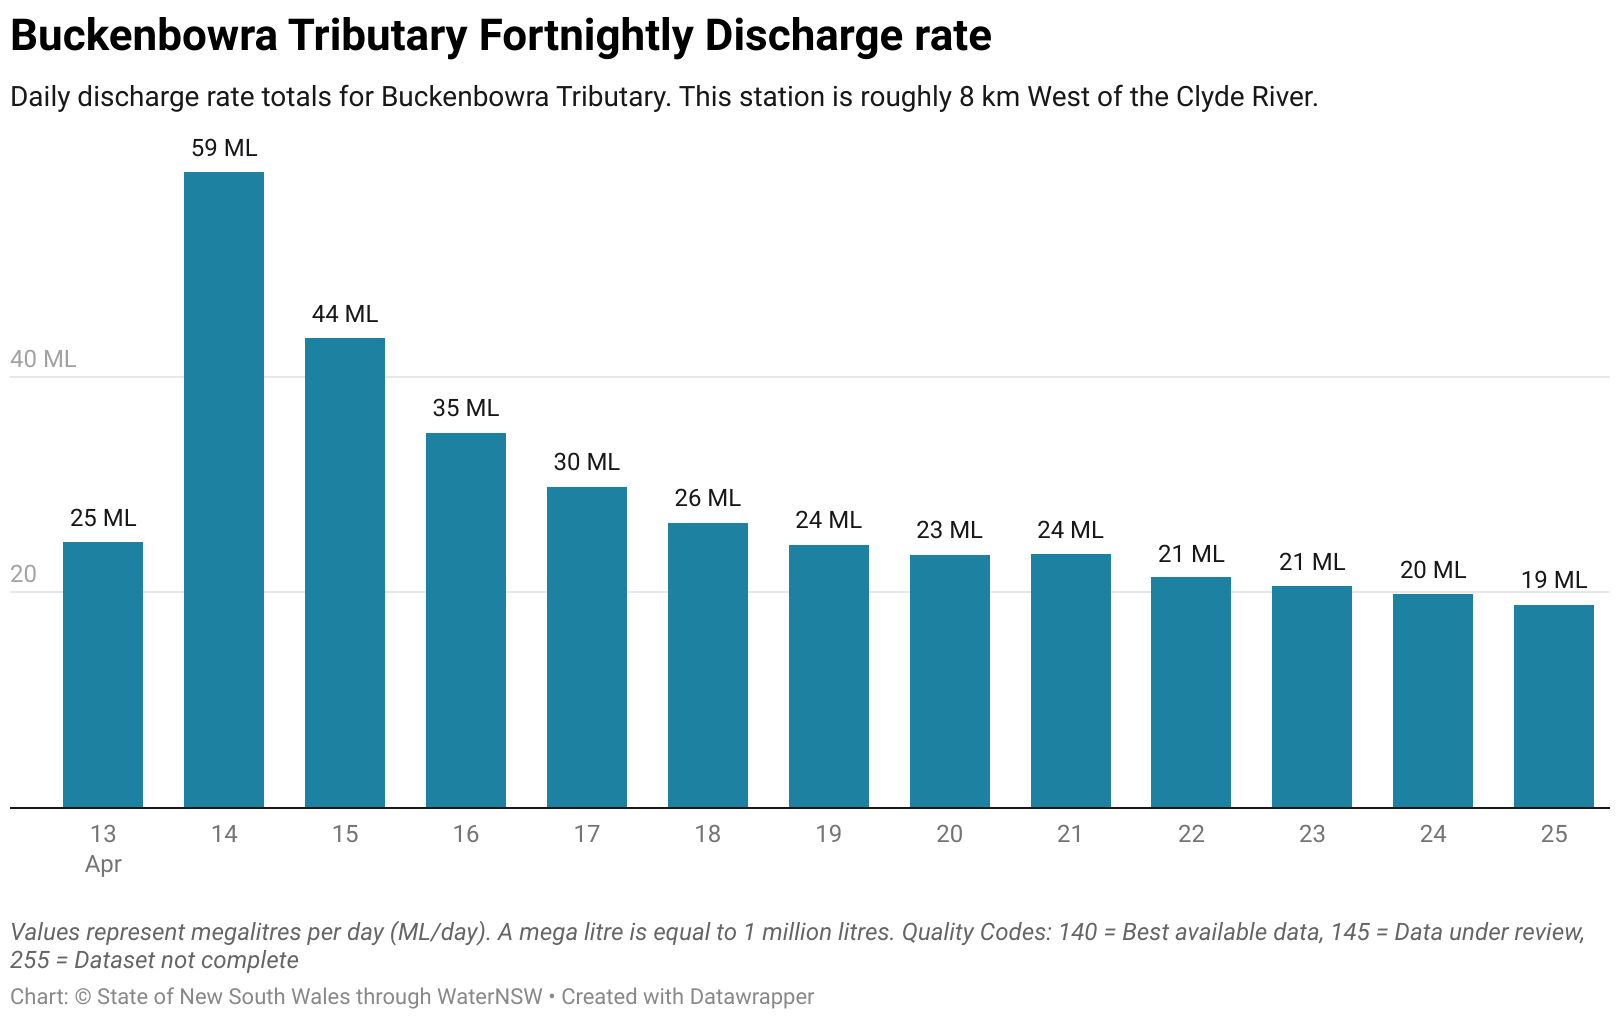 Buckenbowra Tributary Fortnightly Discharge rate
Daily discharge rate totals for Buckenbowra Tributary. This station is roughly 8 km West of the Clyde River.
59 ML
44 ML
40 ML
35 ML
30 ML
26 ML
25 ML
24 ML
23 ML
24 ML
21 ML
21 ML
20 ML
19 ML
20
13 14 15 16 17 18 19 20 21 22 23 24 25
Apr
Values represent megalitres per day (ML/day). A mega litre is equal to 1 million litres. Quality Codes: 140 = Best available data, 145 = Data under review,
255 = Dataset not complete
Chart: © State of New South Wales through WaterNSW • Created with Datawrapper